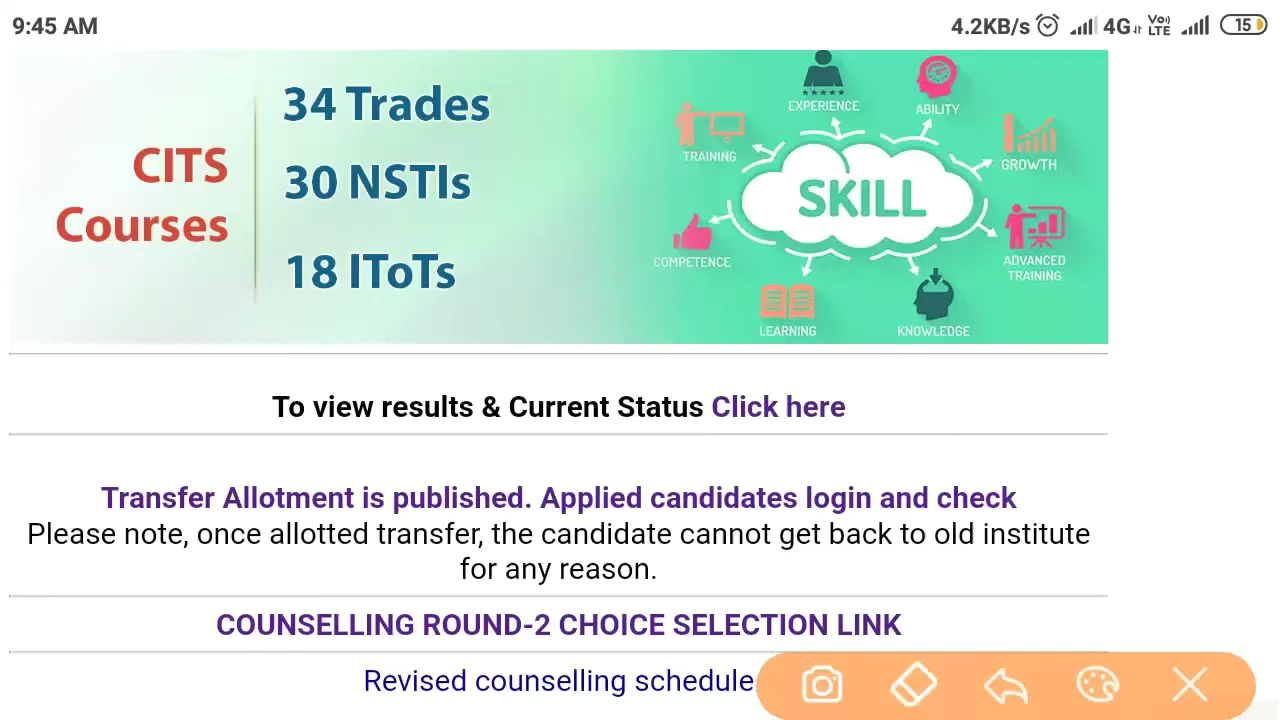 9:45 AM
4.2KB/s 4G Vo)) LTE 15
CITS
Courses
34 Trades
30 NSTIs
18 IToTs
EXPERIENCE
ABILITY
TRAINING
GROWTH
SKILL
COMPETENCE
ADVANCED
TRAINING
LEARNING
KNOWLEDGE
To view results & Current Status Click here
Transfer Allotment is published. Applied candidates login and check
Please note, once allotted transfer, the candidate cannot get back to old institute
for any reason.
COUNSELLING ROUND-2 CHOICE SELECTION LINK
Revised counselling schedule